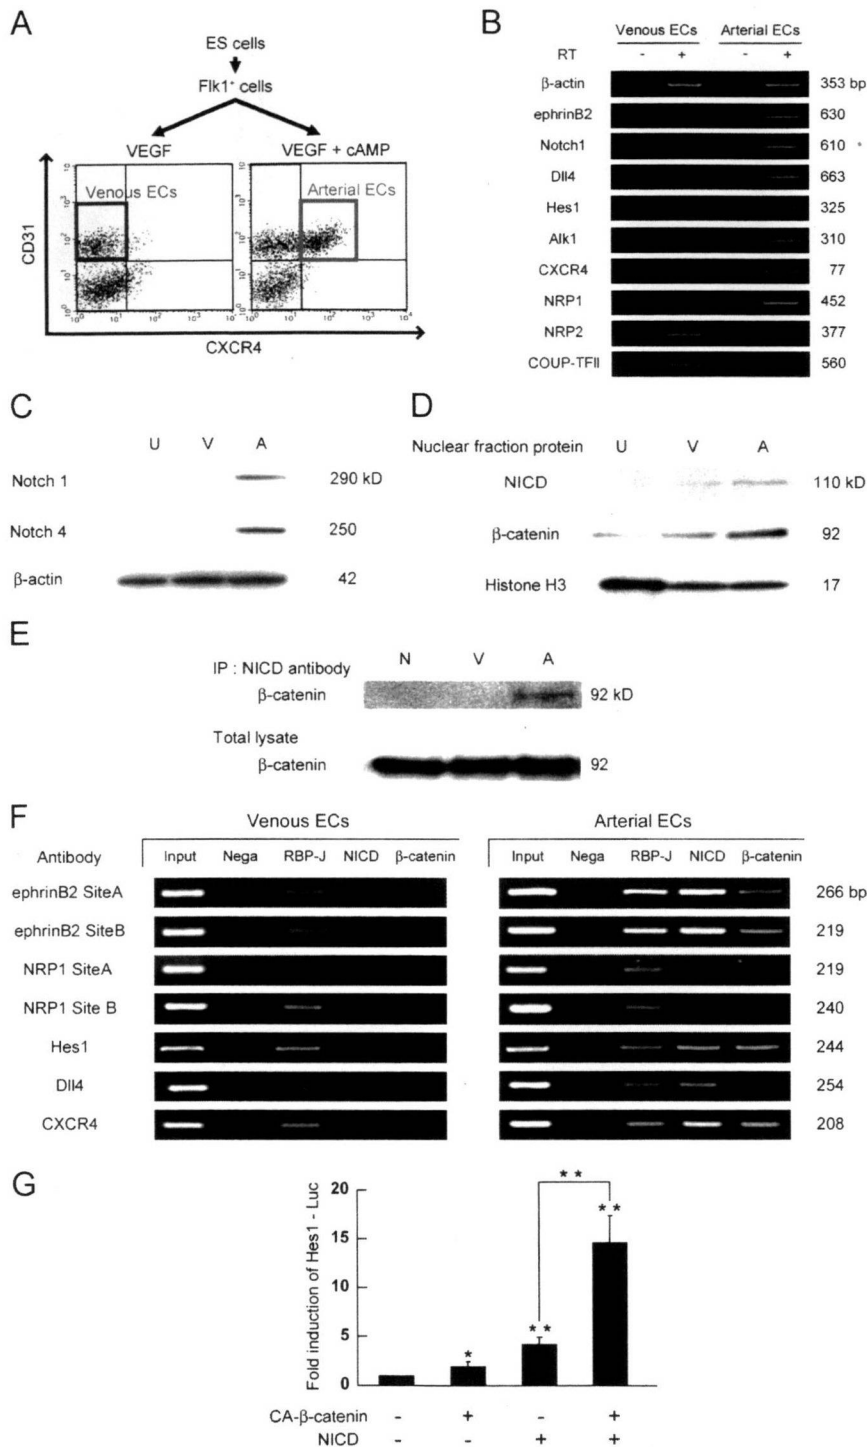 A
ES cells
Flk1+ cells
VEGF
VEGF + cAMP
Venous ECs
Arterial ECs
CD31
CXCR4
B
Venous ECs Arterial ECs
RT - + - +
β-actin 353 bp
ephrinB2 630
Notch1 610
Dll4 663
Hes1 325
Alk1 310
CXCR4 77
NRP1 452
NRP2 377
COUP-TFII 560
C
U V A
Notch 1 290 kD
Notch 4 250
β-actin 42
D
Nuclear fraction protein U V A
NICD 110 kD
β-catenin 92
Histone H3 17
E
IP : NICD antibody N V A
β-catenin 92 kD
Total lysate
β-catenin 92
F
Venous ECs Arterial ECs
Antibody Input Nega RBP-J NICD β-catenin Input Nega RBP-J NICD β-catenin
ephrinB2 SiteA 266 bp
ephrinB2 SiteB 219
NRP1 SiteA 219
NRP1 Site B 240
Hes1 244
Dll4 254
CXCR4 208
G
Fold induction of Hes1 - Luc
20
15
10
5
0
* ** ** **
CA-β-catenin - + - +
NICD - - + +